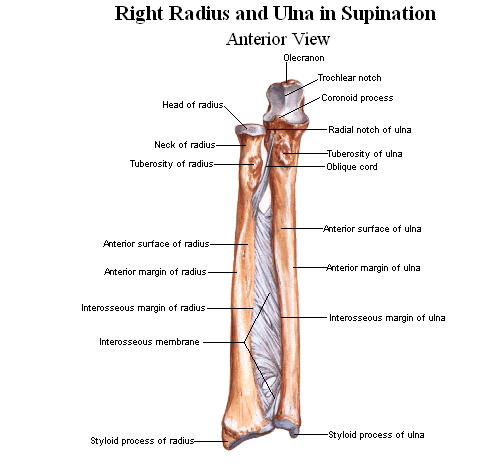 Right Radius and Ulna in Supination
Anterior View
Olecranon
Trochlear notch
Coronoid process
Head of radius
Radial notch of ulna
Neck of radius
Tuberosity of ulna
Tuberosity of radius
Oblique cord
Anterior surface of ulna
Anterior surface of radius
Anterior margin of ulna
Anterior margin of radius
Interosseous margin of radius
Interosseous margin of ulna
Interosseous membrane
Styloid process of ulna
Styloid process of radius